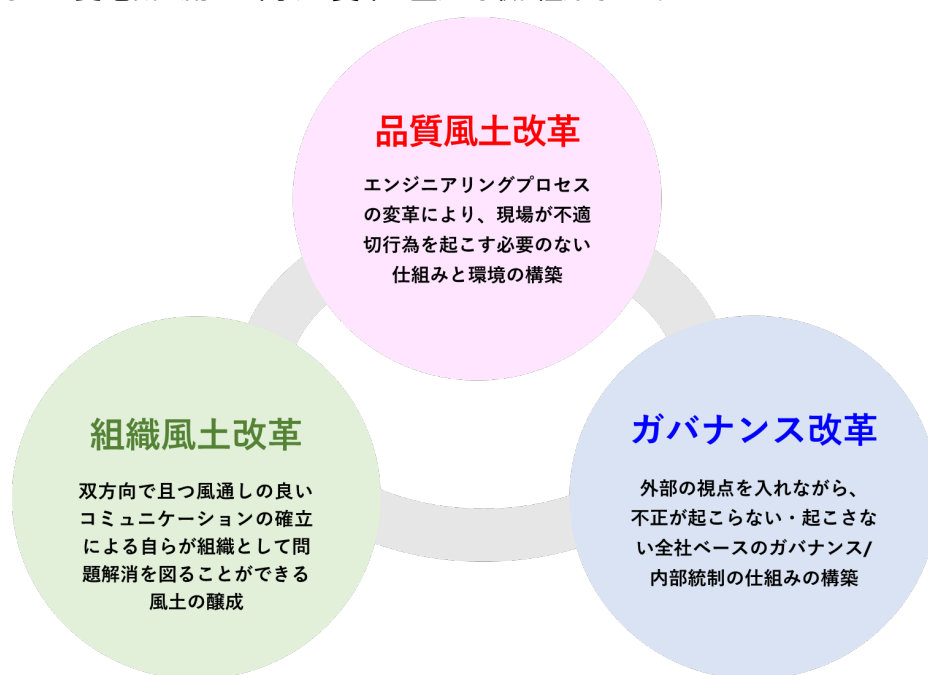 品質風土改革
エンジニアリングプロセス
の変革により、現場が不適
切行為を起こす必要のない
仕組みと環境の構築
組織風土改革
双方向で且つ風通しの良い
コミュニケーションの確立
による自らが組織として問
題解消を図ることができる
風土の醸成
ガバナンス改革
外部の視点を入れながら、
不正が起こらない・起こさな
い全社ベースのガバナンス/
内部統制の仕組みの構築